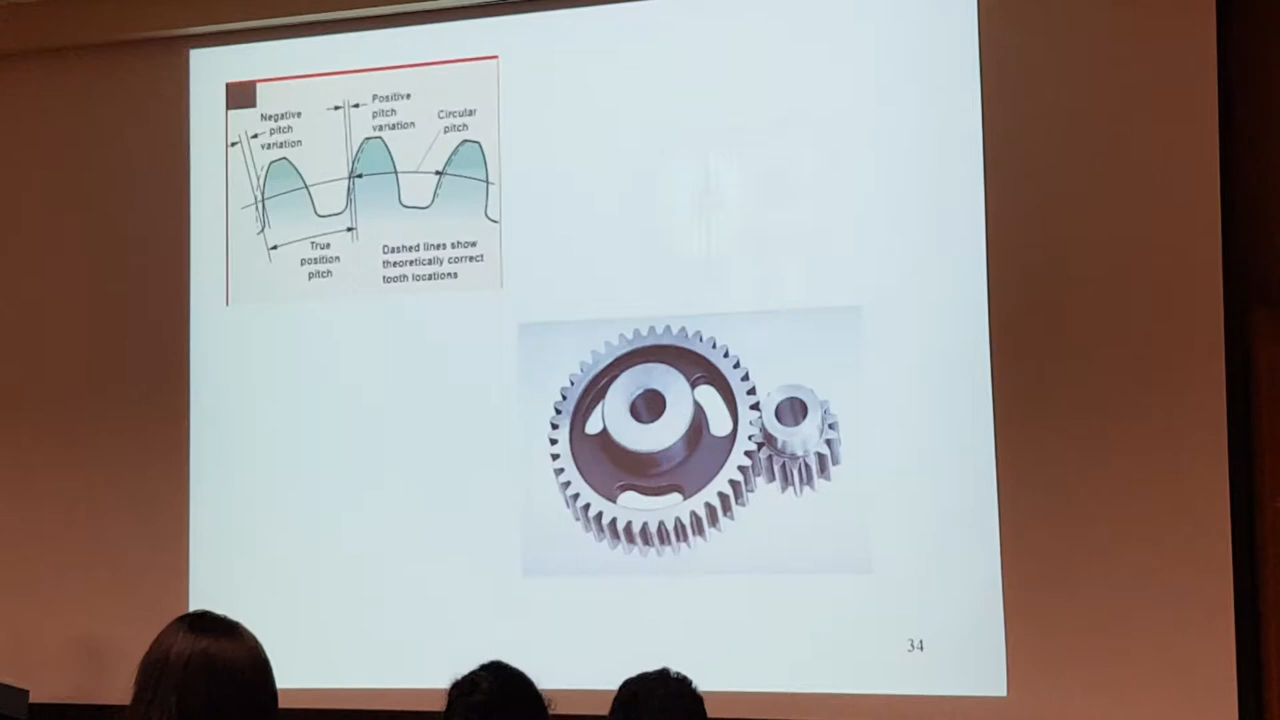 Negative
pitch
variation
Positive
pitch
variation
Circular
pitch
True
position
pitch
Dashed lines show
theoretically correct
tooth locations
34